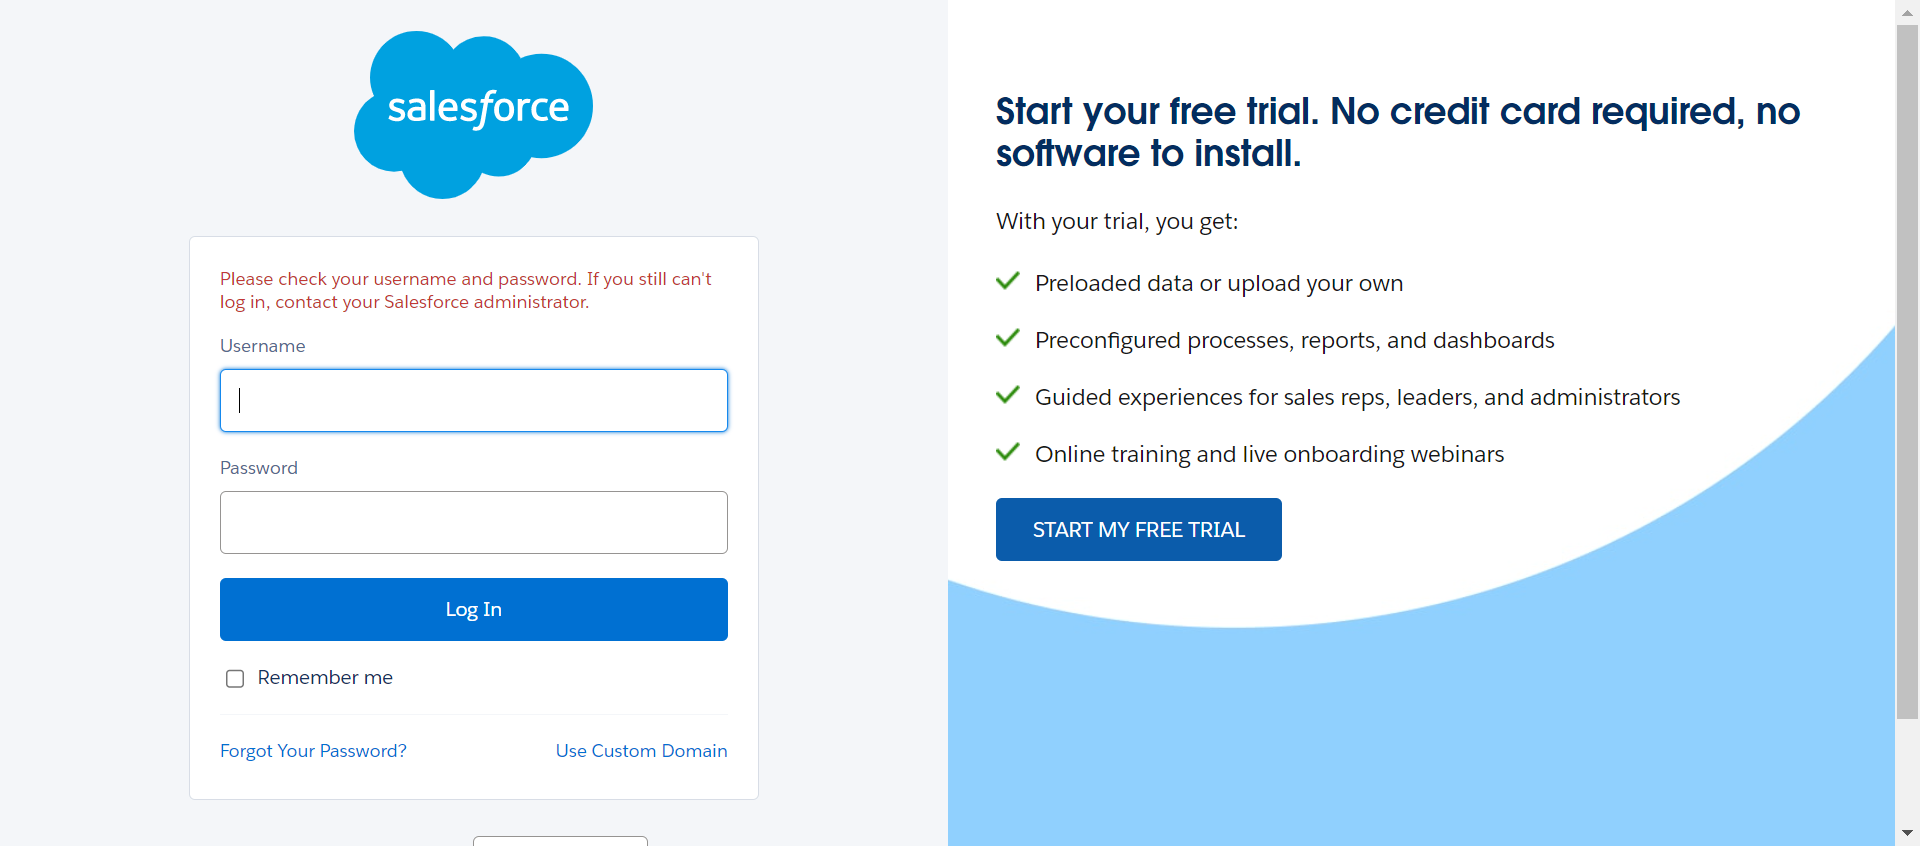 salesforce
Please check your username and password. If you still can't
log in, contact your Salesforce administrator.
Username
Password
Log In
Remember me
Forgot Your Password?
Use Custom Domain
Start your free trial. No credit card required, no
software to install.
With your trial, you get:
Preloaded data or upload your own
Preconfigured processes, reports, and dashboards
Guided experiences for sales reps, leaders, and administrators
Online training and live onboarding webinars
START MY FREE TRIAL